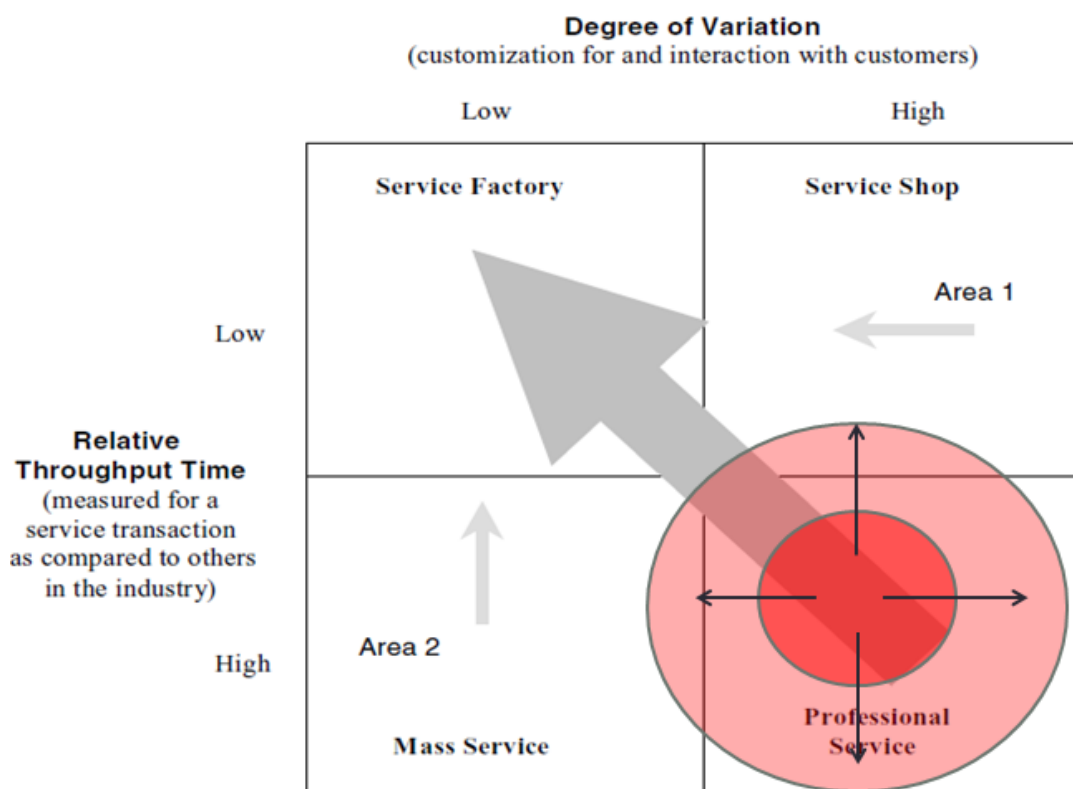 Degree of Variation
(customization for and interaction with customers)
Low
High
Service Factory
Service Shop
Area 1
Low
Relative
Throughput Time
(measured for a
service transaction
as compared to others
in the industry)
Area 2
High
Professional
Service
Mass Service